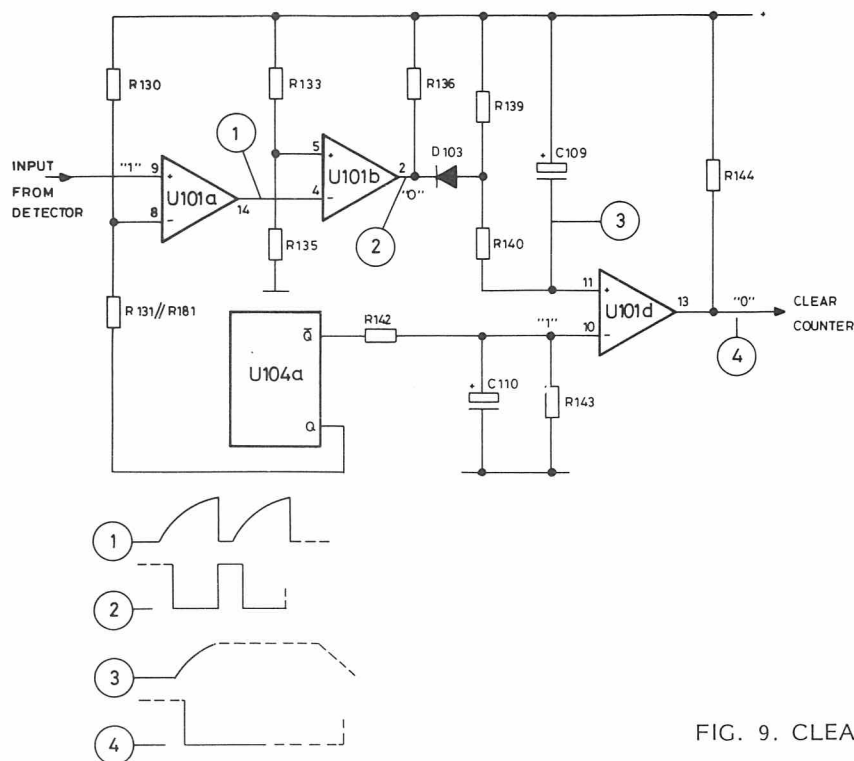 +
R130
R133
R136
R139
C109
+
R144
1
D103
INPUT
FROM
DETECTOR
"1"
9
+
U101a
8
-
14
5
+
U101b
4
-
2
"0"
2
3
R135
R140
R131//R181
11
+
U101d
10
-
13
"0"
CLEAR
COUNTER
4
Q
U104a
Q
R142
"1"
+
C110
R143
1
2
3
4
FIG. 9. CLEA